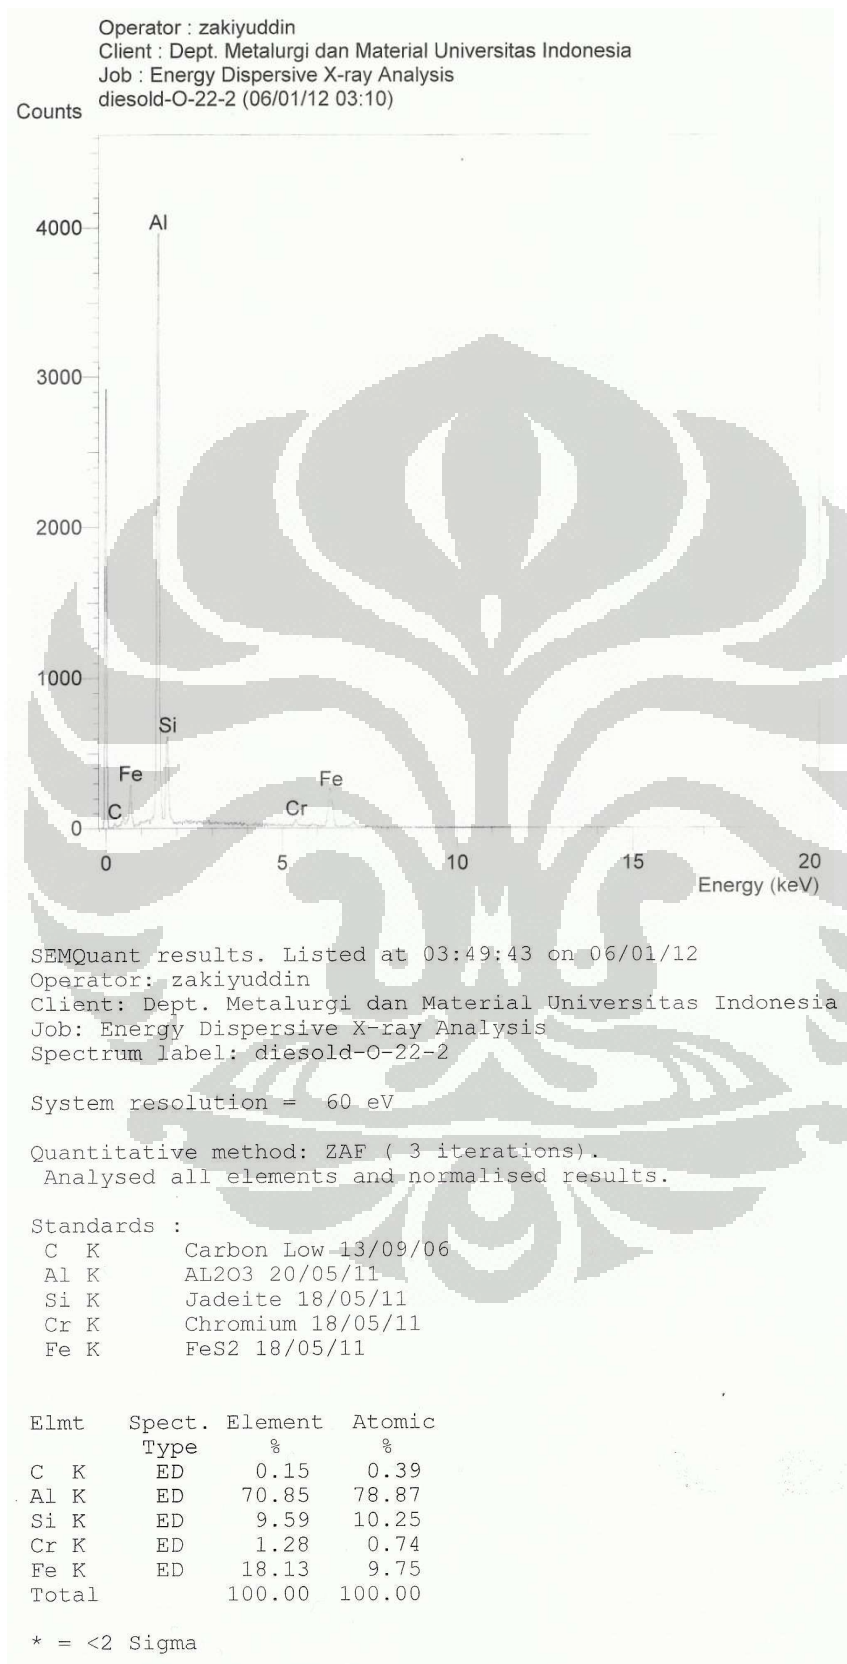 Operator : zakiyuddin
Client : Dept. Metalurgi dan Material Universitas Indonesia
Job : Energy Dispersive X-ray Analysis
diesold-O-22-2 (06/01/12 03:10)
Counts
Al
4000
3000
2000
1000
Si
Fe
Fe
C
Cr
0
0 5 10 15 20
Energy (keV)
SEMQuant results. Listed at 03:49:43 on 06/01/12
Operator: zakiyuddin
Client: Dept. Metalurgi dan Material Universitas Indonesia
Job: Energy Dispersive X-ray Analysis
Spectrum label: diesold-O-22-2
System resolution = 60 eV
Quantitative method: ZAF ( 3 iterations).
Analysed all elements and normalised results.
Standards :
C K Carbon Low 13/09/06
Al K AL2O3 20/05/11
Si K Jadeite 18/05/11
Cr K Chromium 18/05/11
Fe K FeS2 18/05/11
Elmt Spect. Element Atomic
Type % %
C K ED 0.15 0.39
Al K ED 70.85 78.87
Si K ED 9.59 10.25
Cr K ED 1.28 0.74
Fe K ED 18.13 9.75
Total 100.00 100.00
* = <2 Sigma